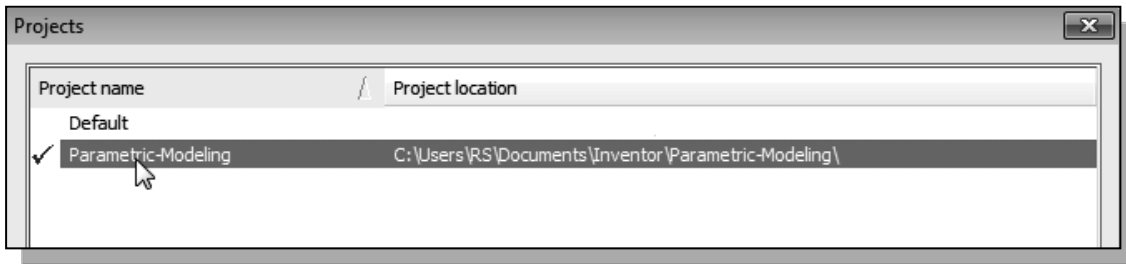 Projects
Project name Project location
Default
Parametric-Modeling C:\Users\RS\Documents\Inventor\Parametric-Modeling\